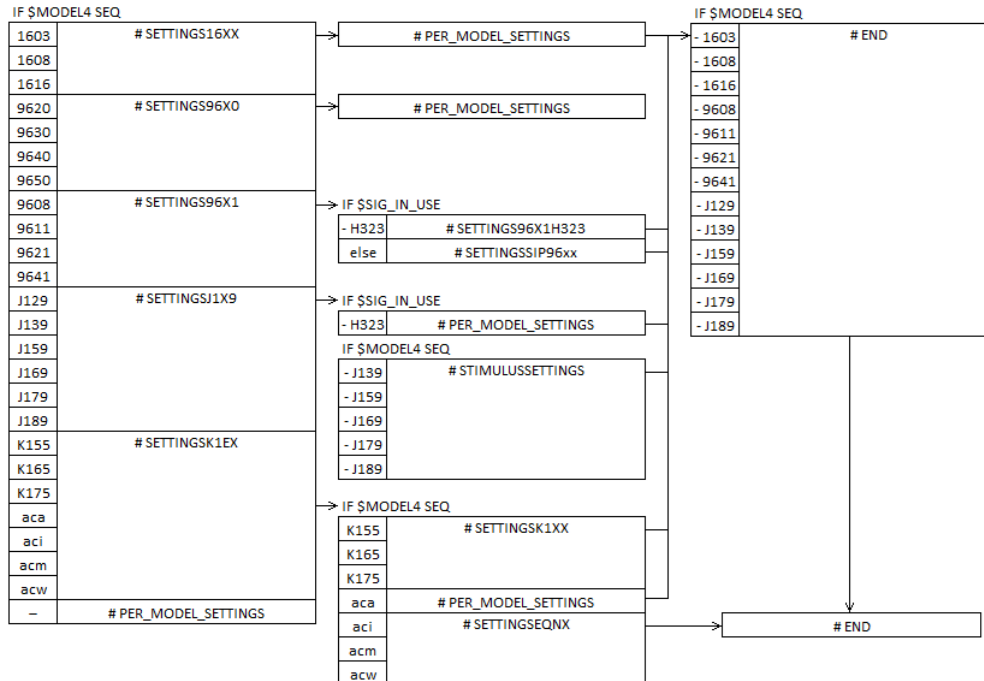 IF $MODEL4 SEQ
1603 # SETTINGS16XX
1608
1616
9620 # SETTINGS96X0
9630
9640
9650
9608 # SETTINGS96X1
9611
9621
9641
J129 # SETTINGSJ1X9
J139
J159
J169
J179
J189
K155 # SETTINGSK1EX
K165
K175
aca
aci
acm
acw
– # PER_MODEL_SETTINGS
# PER_MODEL_SETTINGS
# PER_MODEL_SETTINGS
IF $SIG_IN_USE
- H323 # SETTINGS96X1H323
else # SETTINGSSIP96xx
IF $SIG_IN_USE
- H323 # PER_MODEL_SETTINGS
IF $MODEL4 SEQ
- J139 # STIMULUSSETTINGS
- J159
- J169
- J179
- J189
IF $MODEL4 SEQ
K155 # SETTINGSK1XX
K165
K175
aca # PER_MODEL_SETTINGS
aci # SETTINGSEQNX
acm
acw
IF $MODEL4 SEQ
- 1603 # END
- 1608
- 1616
- 9608
- 9611
- 9621
- 9641
- J129
- J139
- J159
- J169
- J179
- J189
# END